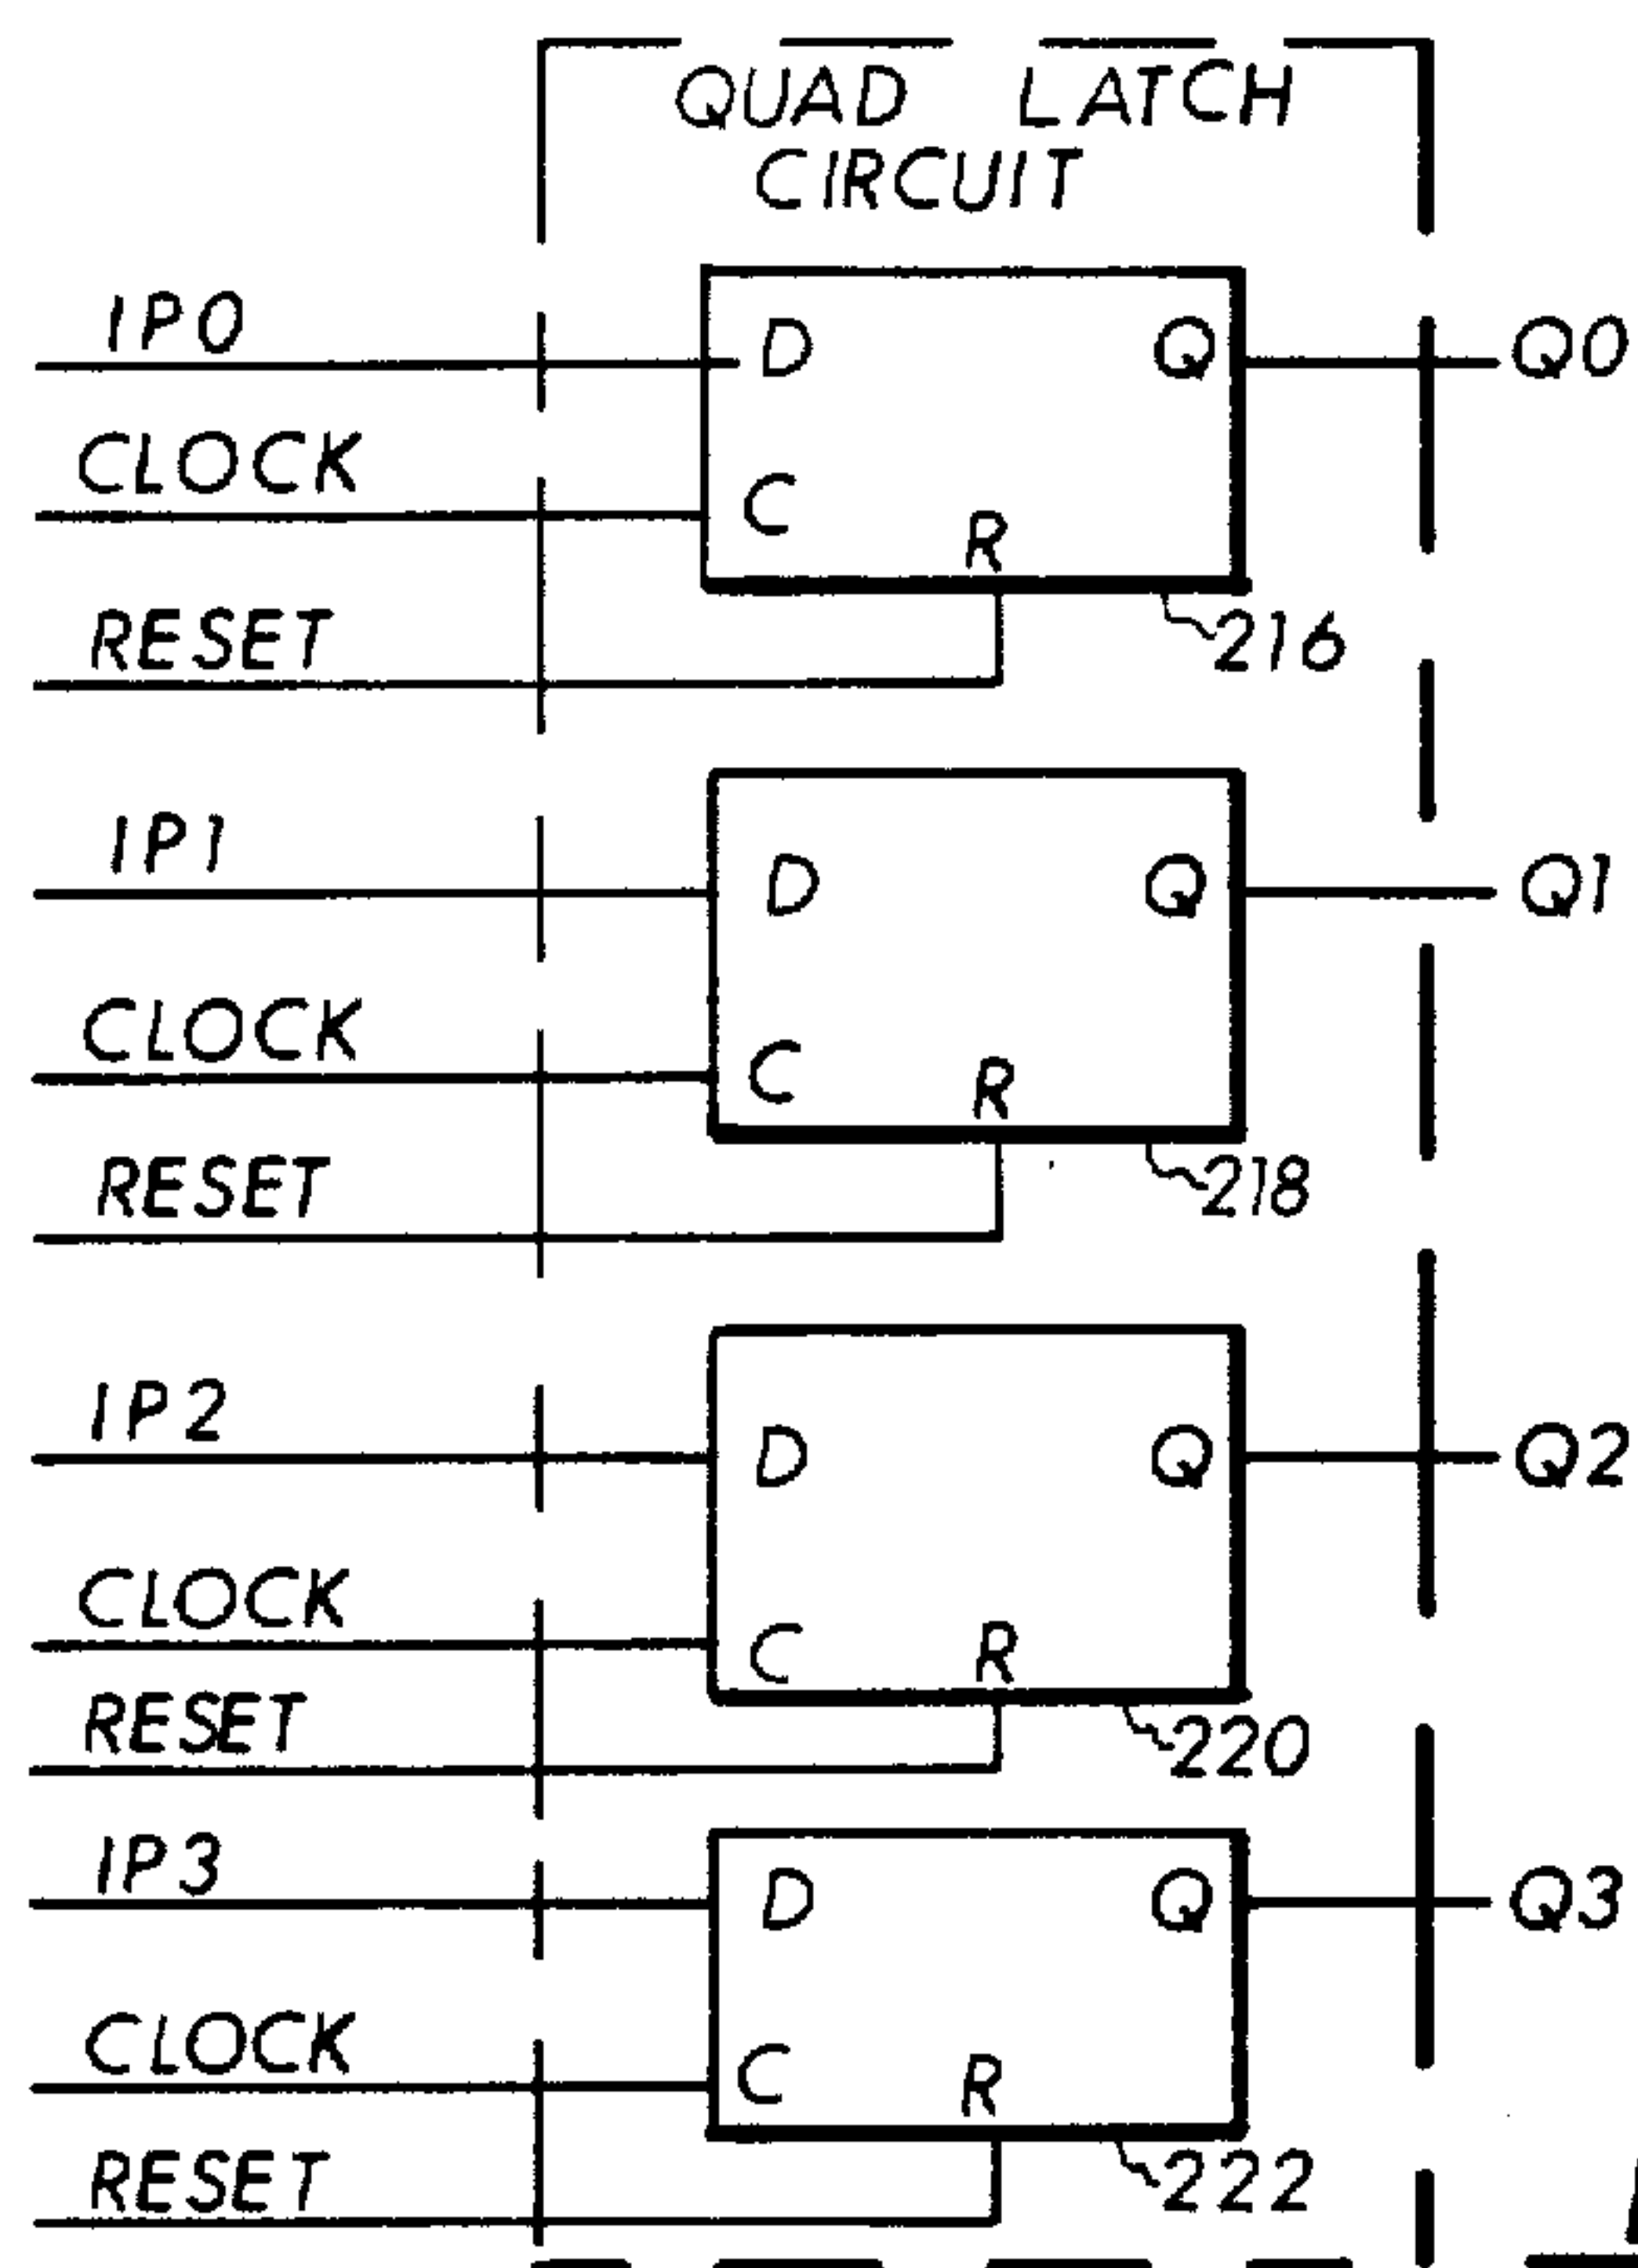 QUAD LATCH
CIRCUIT
IP0
D
Q
Q0
CLOCK
C
R
RESET
216
IP1
D
Q
Q1
CLOCK
C
R
RESET
218
IP2
D
Q
Q2
CLOCK
C
R
RESET
220
IP3
D
Q
Q3
CLOCK
C
R
RESET
222